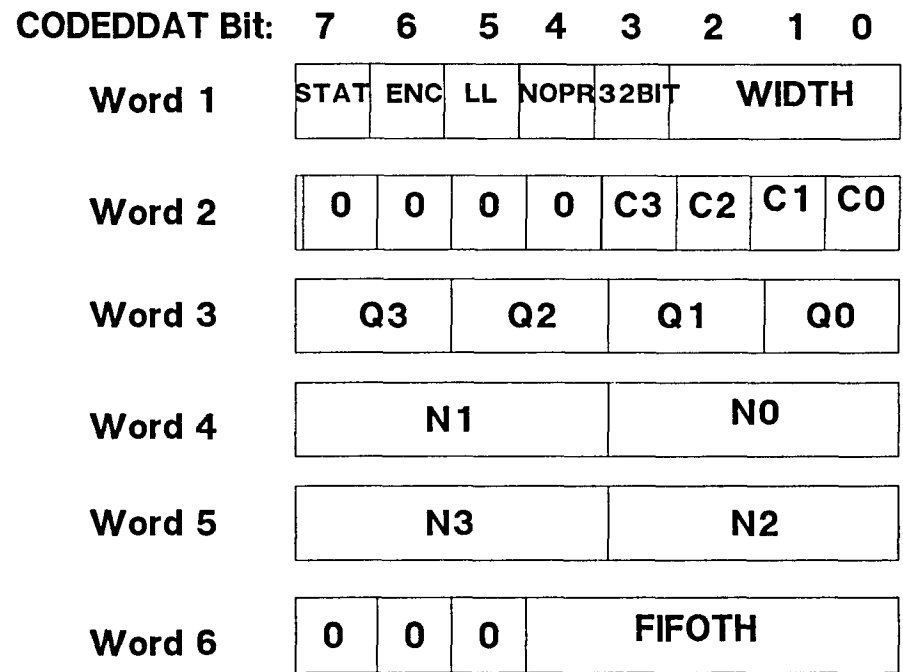 CODEDDAT Bit: 7 6 5 4 3 2 1 0
Word 1 STAT ENC LL NOPR 32BIT WIDTH
Word 2 0 0 0 0 C3 C2 C1 C0
Word 3 Q3 Q2 Q1 Q0
Word 4 N1 N0
Word 5 N3 N2
Word 6 0 0 0 FIFOTH